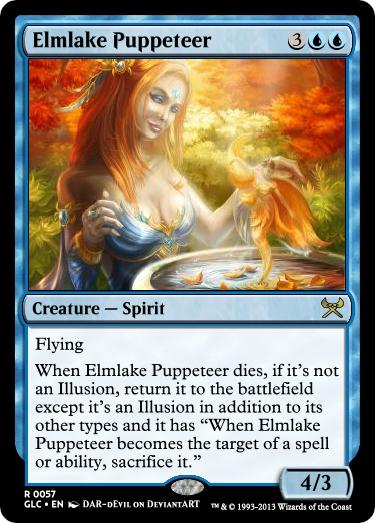 Elmlake Puppeteer 3
Creature — Spirit
Flying
When Elmlake Puppeteer dies, if it's not
an Illusion, return it to the battlefield
except it's an Illusion in addition to its
other types and it has “When Elmlake
Puppeteer becomes the target of a spell
or ability, sacrifice it.”
4/3
R 0057
GLC • EN DAR-DEVIL ON DEVIANTART
™ & © 1993-2013 Wizards of the Coast